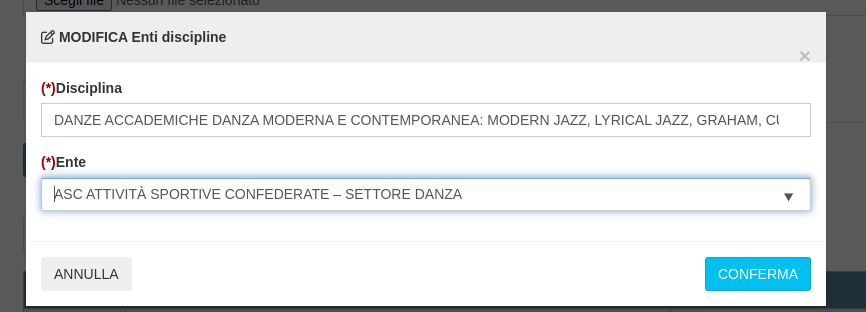 Scegli file Nessun file selezionato
MODIFICA Enti discipline
×
(*)Disciplina
DANZE ACCADEMICHE DANZA MODERNA E CONTEMPORANEA: MODERN JAZZ, LYRICAL JAZZ, GRAHAM,
(*)Ente
ASC ATTIVITÀ SPORTIVE CONFEDERATE – SETTORE DANZA
ANNULLA
CONFERMA